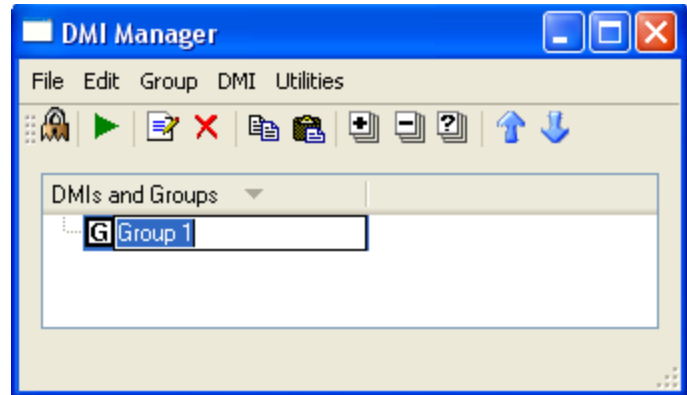 DMI Manager
File Edit Group DMI Utilities
DMIs and Groups
G Group 1